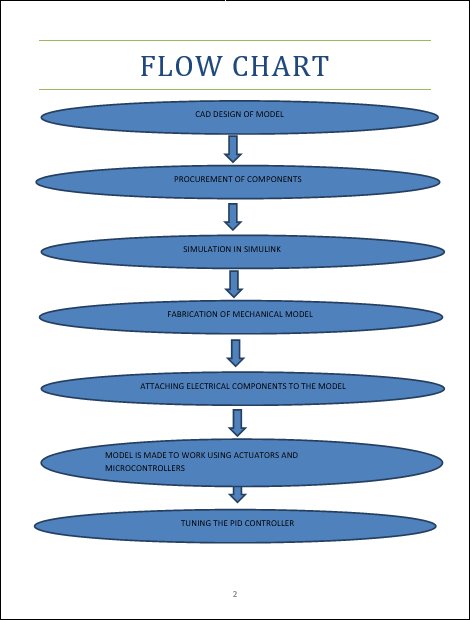 FLOW CHART
CAD DESIGN OF MODEL
PROCUREMENT OF COMPONENTS
SIMULATION IN SIMULINK
FABRICATION OF MECHANICAL MODEL
ATTACHING ELECTRICAL COMPONENTS TO THE MODEL
MODEL IS MADE TO WORK USING ACTUATORS AND
MICROCONTROLLERS
TUNING THE PID CONTROLLER
2